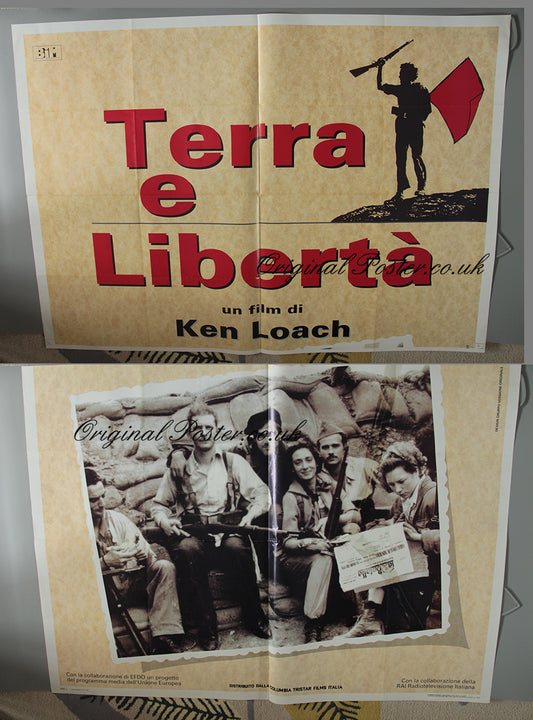 BIM
Terra
e
Libertà
OriginalPoster.co.uk
un film di
Ken Loach
OriginalPoster.co.uk
Con la collaborazione di EFDO un progetto
del programma media dell'Unione Europea
DISTRIBUITO DALLA COLUMBIA TRISTAR FILMS ITALIA
Con la collaborazione della
RAI Radiotelevisione Italiana